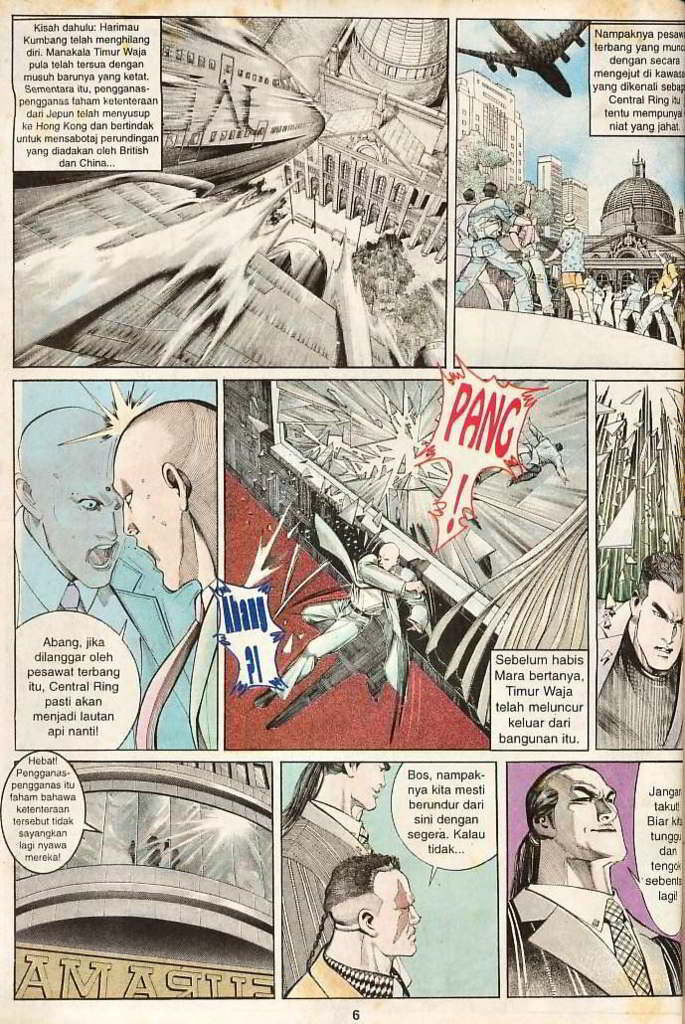 Kisah dahulu: Harimau
Kumbang telah menghilang
diri. Manakala Timur Waja
pula telah tersua dengan
musuh barunya yang ketat.
Sementara itu, pengganas-
pengganas faham ketenteraan
dari Jepun telah menyusup
ke Hong Kong dan bertindak
untuk mensabotaj perundingan
yang diadakan oleh British
dan China...
Nampaknya pesaw
terbang yang munc
dengan secara
mengejut di kawas
yang dikenali sebag
Central Ring itu
tentu mempunya
niat yang jahat.
PANG
!
Abang, jika
dilanggar oleh
pesawat terbang
itu, Central Ring
pasti akan
menjadi lautan
api nanti!
?!
Sebelum habis
Mara bertanya,
Timur Waja
telah meluncur
keluar dari
bangunan itu.
Hebat!
Pengganas-
pengganas itu
faham bahawa
ketenteraan
tersebut tidak
sayangkan
lagi nyawa
mereka!
Bos, nampak-
nya kita mesti
berundur dari
sini dengan
segera. Kalau
tidak...
Jangan
takut!
Biar kita
tunggu
dan
tengok
sebenta
lagi!
6